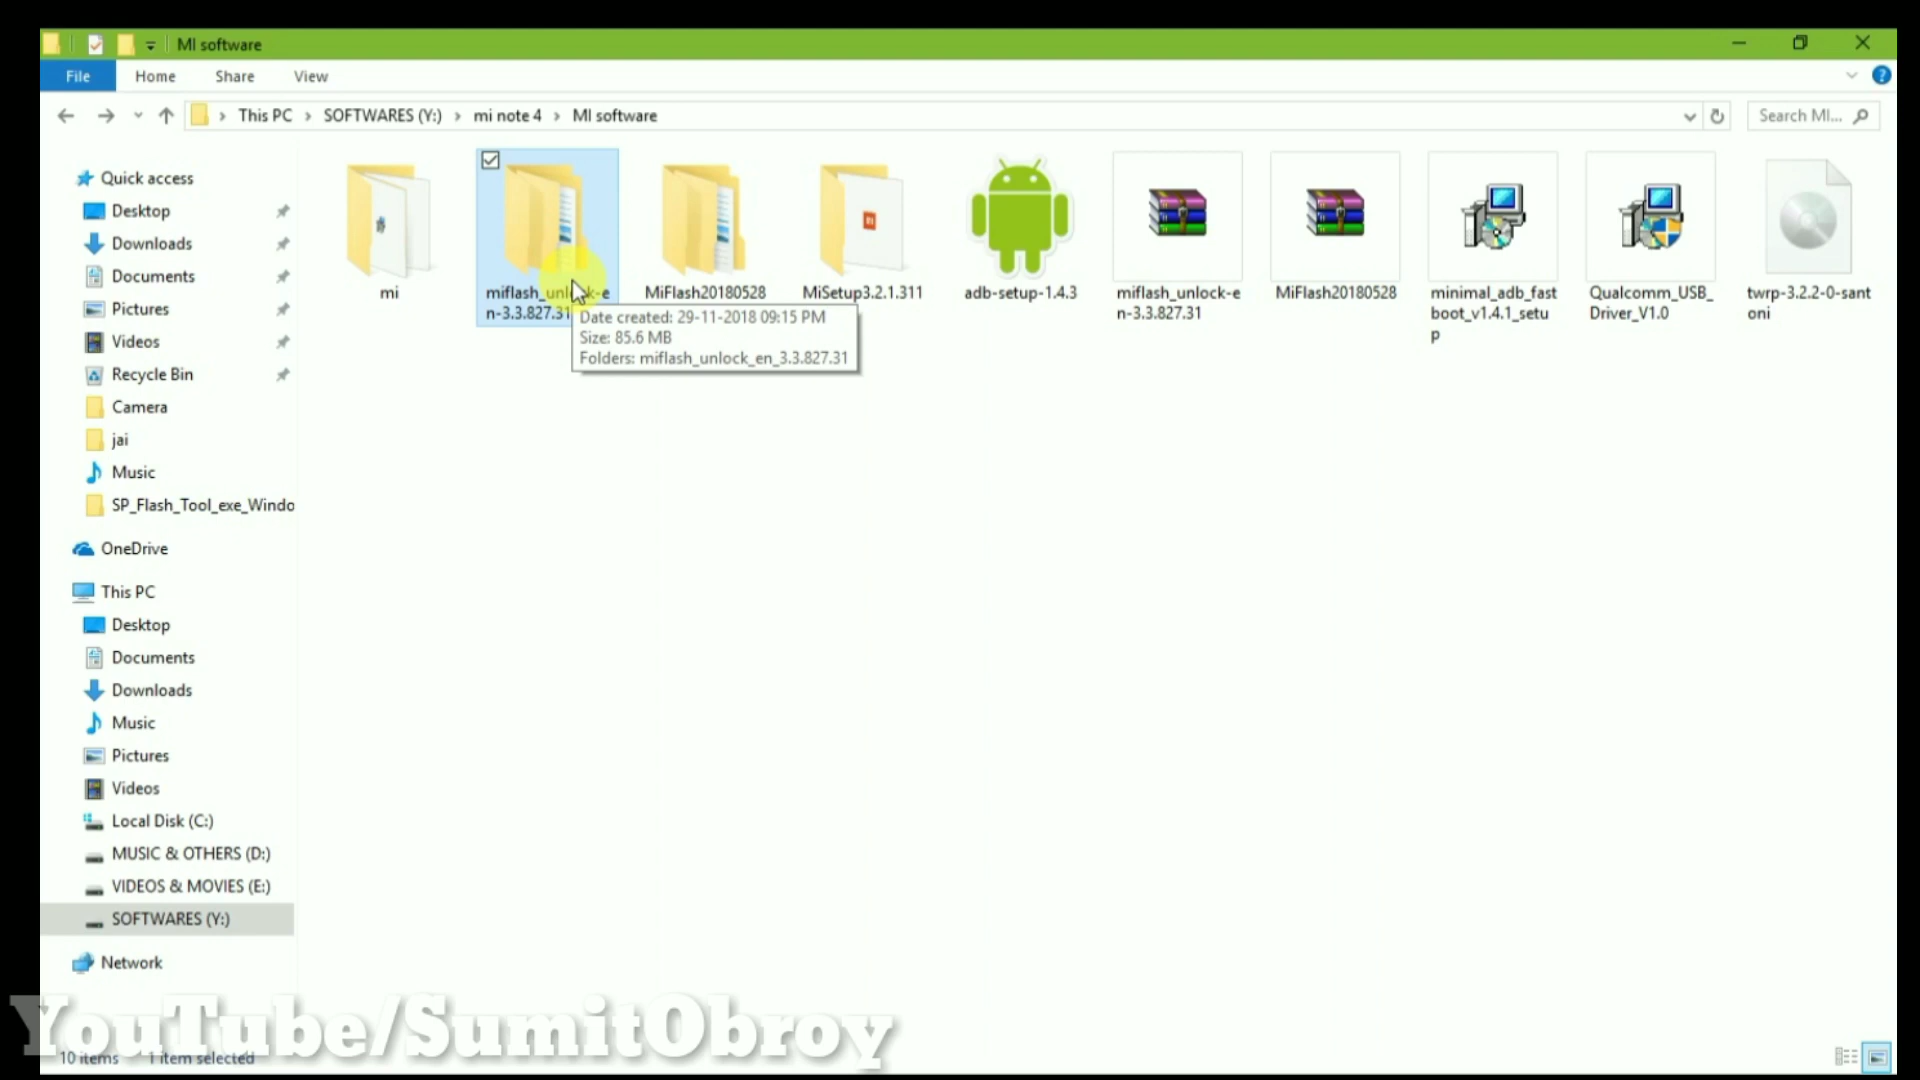 MI software
File Home Share View
This PC SOFTWARES (Y:) mi note 4 MI software
Search MI...
Quick access
Desktop
Downloads
Documents
Pictures
Videos
Recycle Bin
Camera
jai
Music
SP_Flash_Tool_exe_Windo
OneDrive
This PC
Desktop
Documents
Downloads
Music
Pictures
Videos
Local Disk (C:)
MUSIC & OTHERS (D:)
VIDEOS & MOVIES (E:)
SOFTWARES (Y:)
Network
mi
miflash_unlock-e
n-3.3.827.31
MiFlash20180528
MiSetup3.2.1.311
adb-setup-1.4.3
miflash_unlock-e
n-3.3.827.31
MiFlash20180528
minimal_adb_fast
boot_v1.4.1_setu
p
Qualcomm_USB_
Driver_V1.0
twrp-3.2.2-0-sant
oni
Date created: 29-11-2018 09:15 PM
Size: 85.6 MB
Folders: miflash_unlock_en_3.3.827.31
YouTube/SumitObroy
10 items 1 item selected